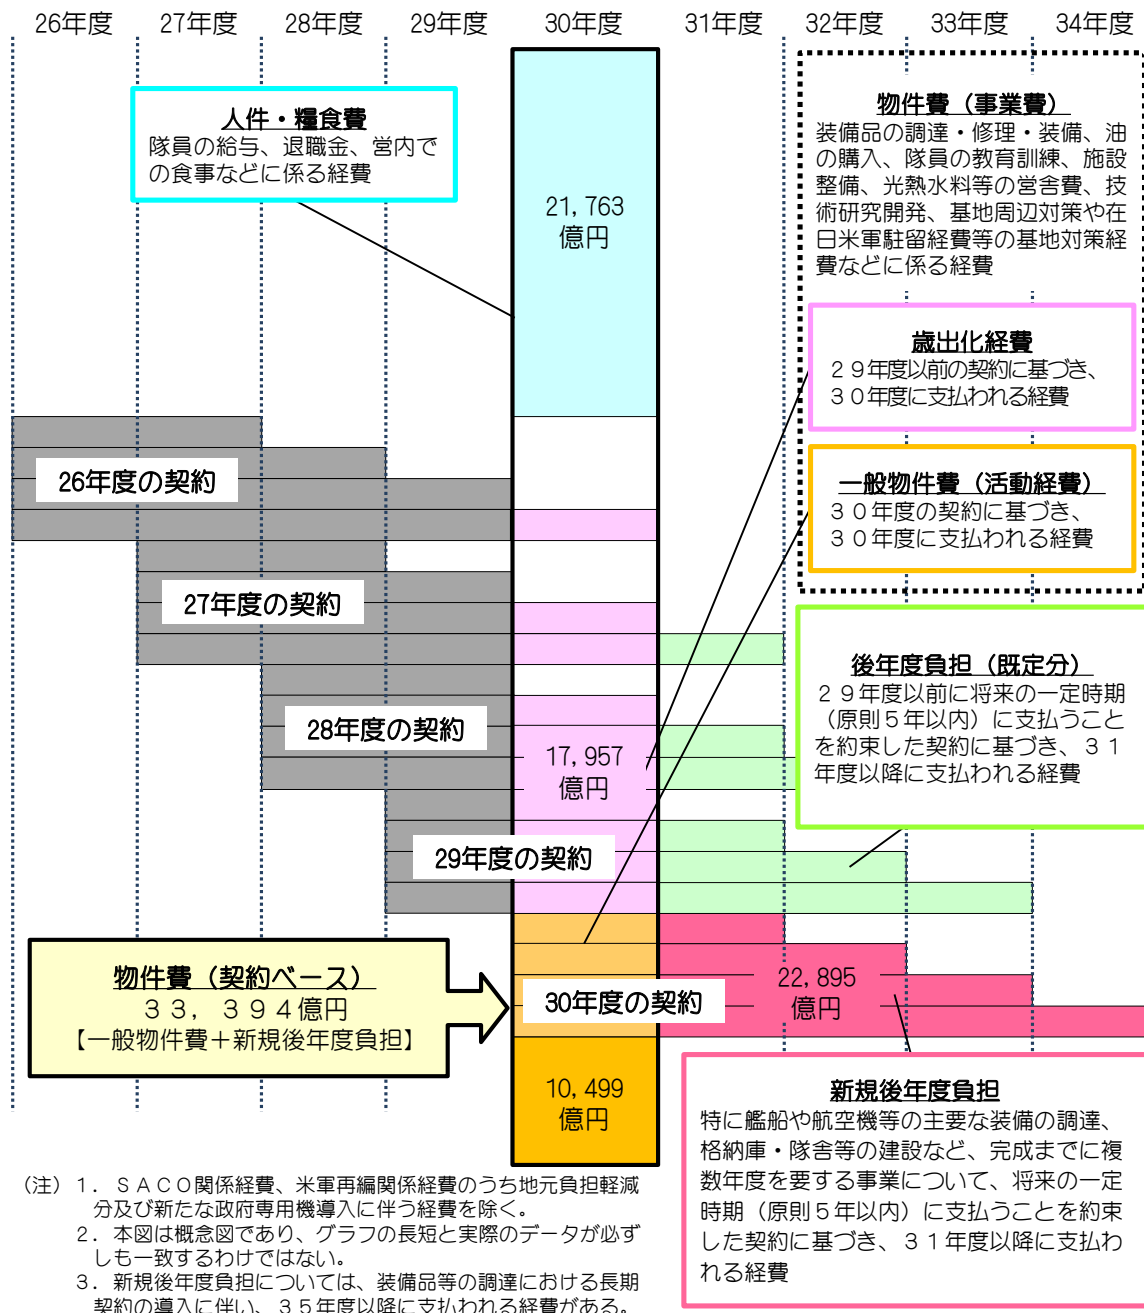 26年度 27年度 28年度 29年度 30年度 31年度 32年度 33年度 34年度
人件・糧食費
隊員の給与、退職金、営内で
の食事などに係る経費
21,763
億円
物件費（事業費）
装備品の調達・修理・装備、油
の購入、隊員の教育訓練、施設
整備、光熱水料等の営舎費、技
術研究開発、基地周辺対策や在
日米軍駐留経費等の基地対策経
費などに係る経費
歳出化経費
２９年度以前の契約に基づき、
３０年度に支払われる経費
一般物件費（活動経費）
３０年度の契約に基づき、
３０年度に支払われる経費
26年度の契約
27年度の契約
28年度の契約
17,957
億円
29年度の契約
後年度負担（既定分）
２９年度以前に将来の一定時期
（原則５年以内）に支払うこと
を約束した契約に基づき、３１
年度以降に支払われる経費
物件費（契約ベース）
３３，３９４億円
【一般物件費＋新規後年度負担】
30年度の契約
22,895
億円
10,499
億円
新規後年度負担
特に艦船や航空機等の主要な装備の調達、
格納庫・隊舎等の建設など、完成までに複
数年度を要する事業について、将来の一定
時期（原則５年以内）に支払うことを約束
した契約に基づき、３１年度以降に支払わ
れる経費
（注）１．ＳＡＣＯ関係経費、米軍再編関係経費のうち地元負担軽減
分及び新たな政府専用機導入に伴う経費を除く。
２．本図は概念図であり、グラフの長短と実際のデータが必ず
しも一致するわけではない。
３．新規後年度負担については、装備品等の調達における長期
契約の導入に伴い、３５年度以降に支払われる経費がある。